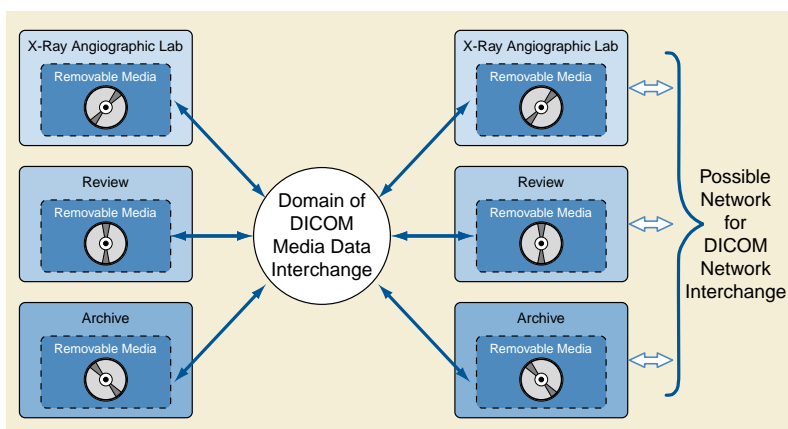 X-Ray Angiographic Lab
Removable Media
Review
Removable Media
Archive
Removable Media
Domain of
DICOM
Media Data
Interchange
X-Ray Angiographic Lab
Removable Media
Review
Removable Media
Archive
Removable Media
Possible
Network
for
DICOM
Network
Interchange